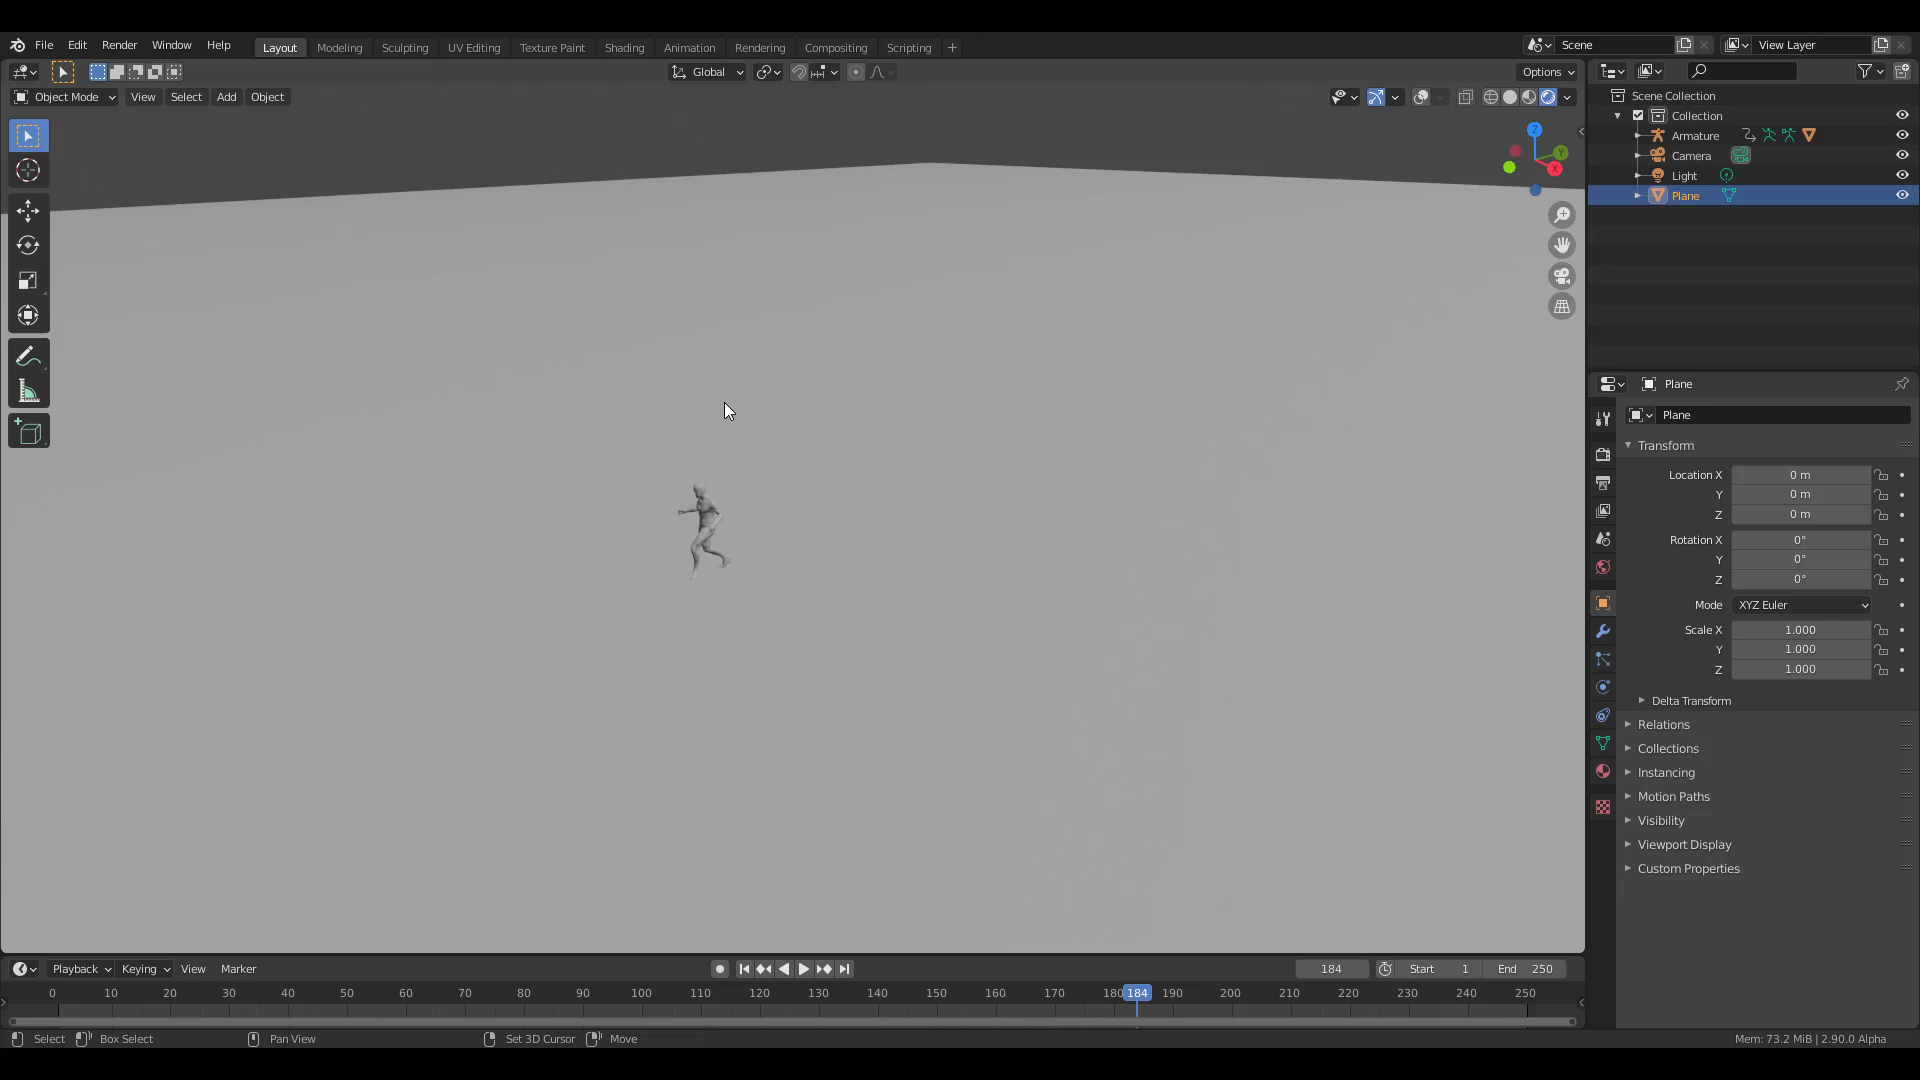 File Edit Render Window Help Layout Modeling Sculpting UV Editing Texture Paint Shading Animation Rendering Compositing Scripting + Scene View Layer
Global Options
Object Mode View Select Add Object
Z
Y
X
Scene Collection
Collection
Armature
Camera
Light
Plane
Plane
Plane
Transform
Location X 0 m
Y 0 m
Z 0 m
Rotation X 0°
Y 0°
Z 0°
Mode XYZ Euler
Scale X 1.000
Y 1.000
Z 1.000
Delta Transform
Relations
Collections
Instancing
Motion Paths
Visibility
Viewport Display
Custom Properties
Playback Keying View Marker 184 Start 1 End 250
0 10 20 30 40 50 60 70 80 90 100 110 120 130 140 150 160 170 180 184 190 200 210 220 230 240 250
Select Box Select Pan View Set 3D Cursor Move Mem: 73.2 MiB | 2.90.0 Alpha